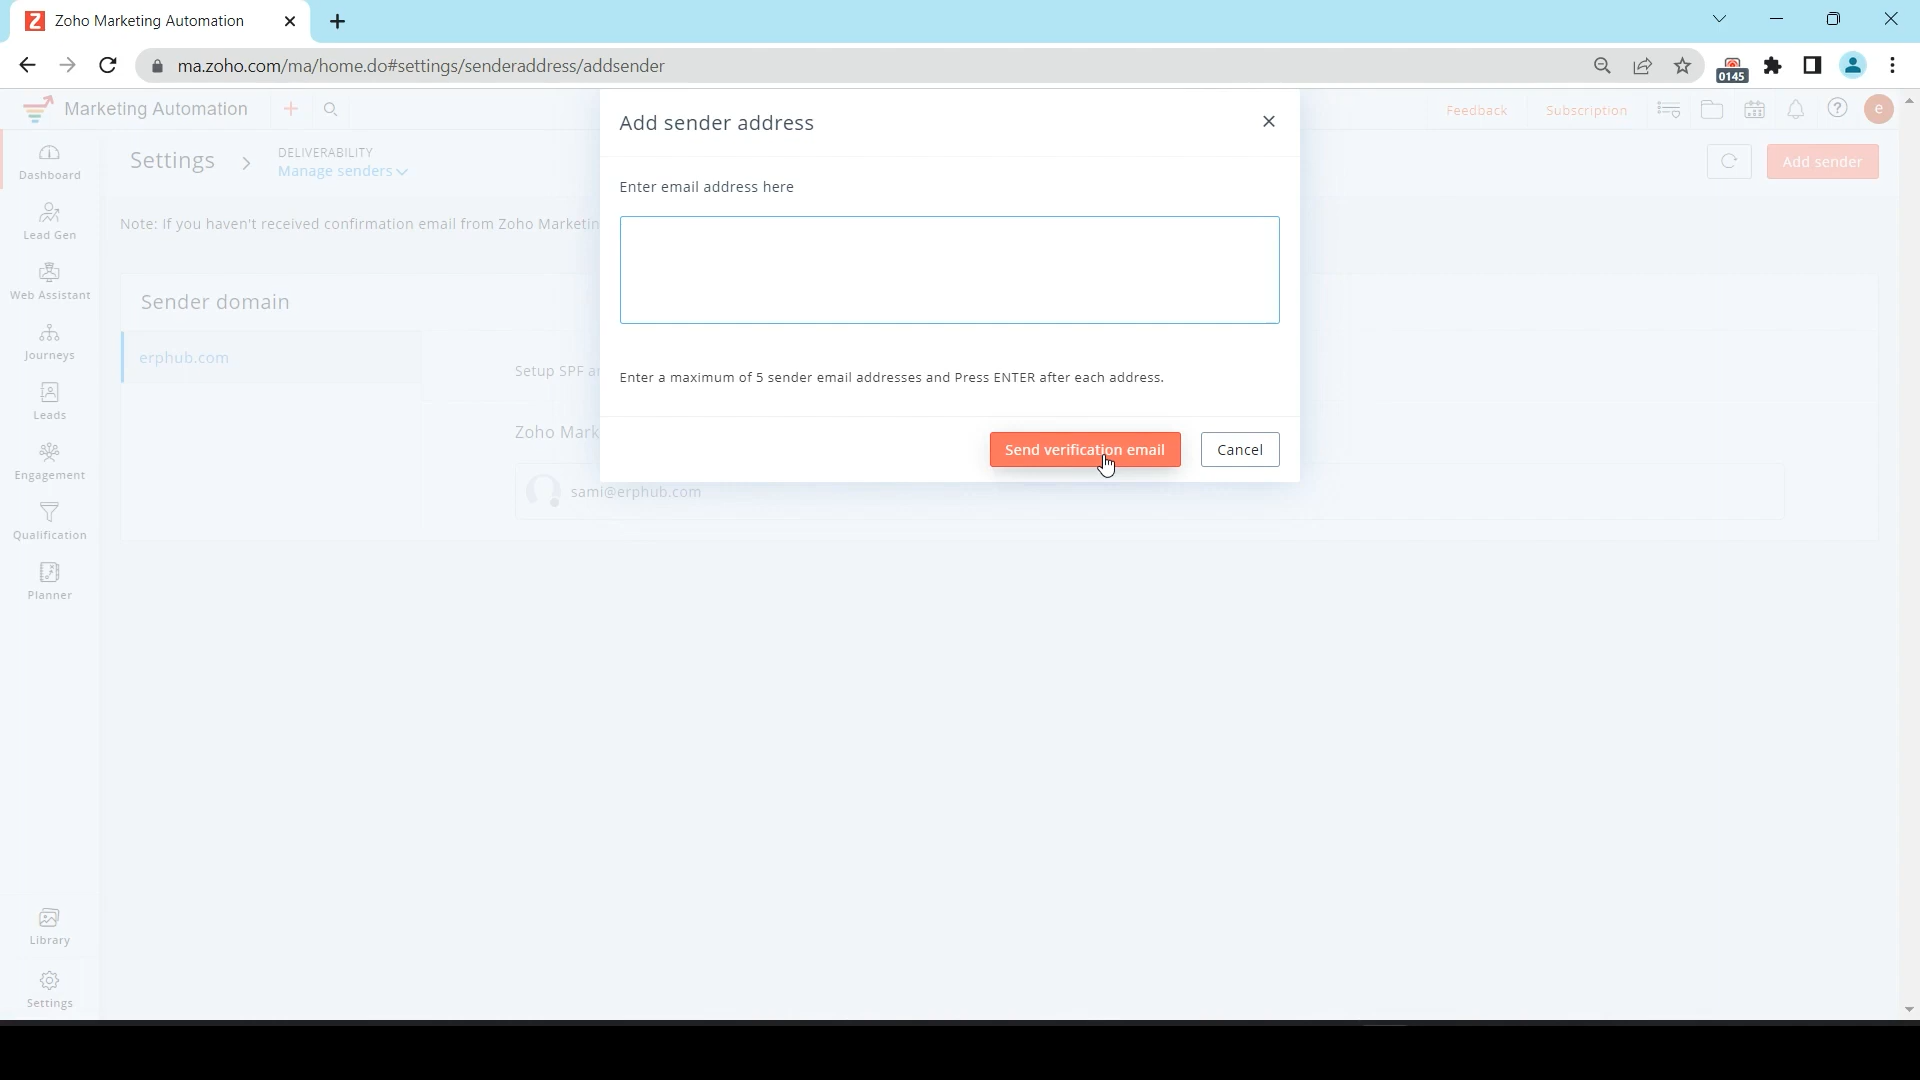 Zoho Marketing Automation
ma.zoho.com/ma/home.do#settings/senderaddress/addsender
0145
Marketing Automation
Feedback
Subscription
e
Add sender address
Settings
DELIVERABILITY
Manage senders
Add sender
Dashboard
Enter email address here
Note: If you haven't received confirmation email from Zoho Marketin
Lead Gen
Web Assistant
Sender domain
Journeys
erphub.com
Setup SPF a
Enter a maximum of 5 sender email addresses and Press ENTER after each address.
Leads
Zoho Mark
Send verification email
Cancel
Engagement
sami@erphub.com
Qualification
Planner
Library
Settings